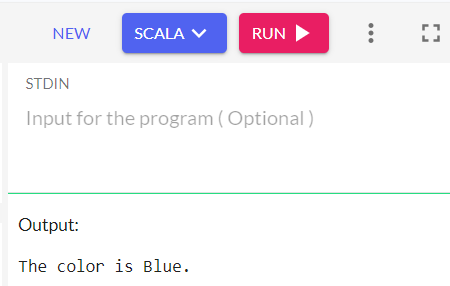 NEW SCALA RUN
STDIN
Input for the program ( Optional )
Output:
The color is Blue.